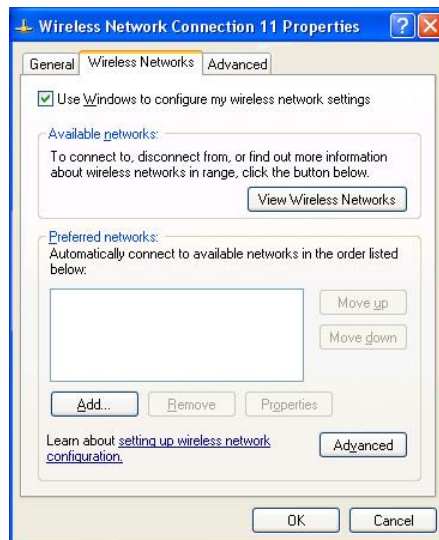 Wireless Network Connection 11 Properties
General Wireless Networks Advanced
Use Windows to configure my wireless network settings
Available networks:
To connect to, disconnect from, or find out more information
about wireless networks in range, click the button below.
View Wireless Networks
Preferred networks:
Automatically connect to available networks in the order listed
below:
Move up
Move down
Add... Remove Properties
Learn about setting up wireless network
configuration.
Advanced
OK Cancel